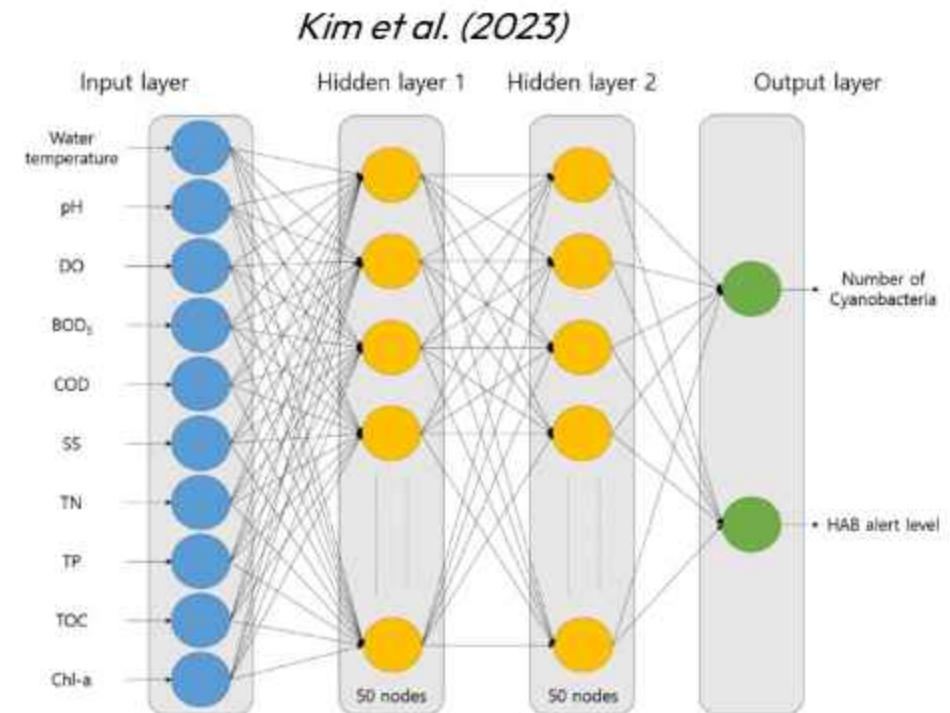 Kim et al. (2023)
Input layer
Hidden layer 1
Hidden layer 2
Output layer
Water
temperature
pH
DO
BOD₅
COD
SS
TN
TP
TOC
Chl-a
50 nodes
50 nodes
Number of
Cyanobacteria
HAB alert level